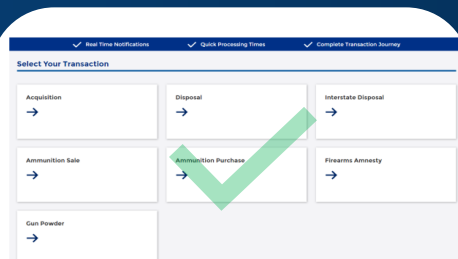 Real Time Notifications Quick Processing Times Complete Transaction Journey
Select Your Transaction
Acquisition Disposal Interstate Disposal
Ammunition Sale Ammunition Purchase Firearms Amnesty
Gun Powder